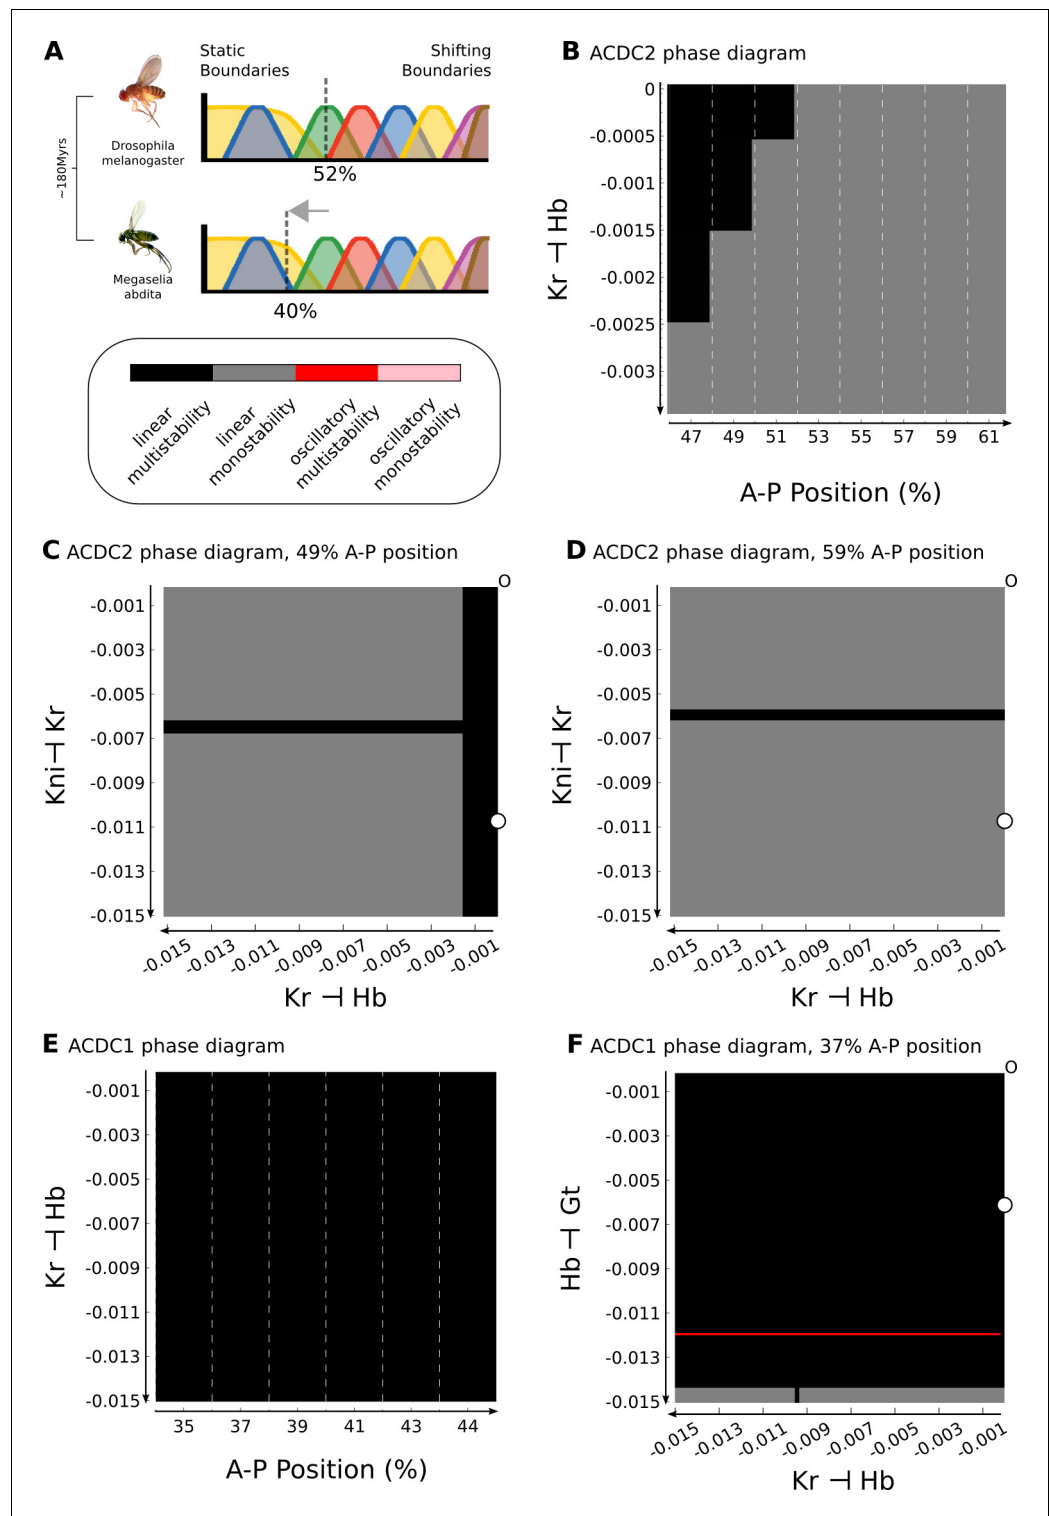 A
Static
Boundaries
Shifting
Boundaries
~180Myrs
Drosophila
melanogaster
52%
Megaselia
abdita
40%
linear
multistability
linear
monostability
oscillatory
multistability
oscillatory
monostability
B ACDC2 phase diagram
Kr ⊣ Hb
0
-0.0005
-0.001
-0.0015
-0.002
-0.0025
-0.003
47 49 51 53 55 57 59 61
A-P Position (%)
C ACDC2 phase diagram, 49% A-P position
O
Kni⊣ Kr
-0.001
-0.003
-0.005
-0.007
-0.009
-0.011
-0.013
-0.015
-0.015 -0.013 -0.011 -0.009 -0.007 -0.005 -0.003 -0.001
Kr ⊣ Hb
D ACDC2 phase diagram, 59% A-P position
O
Kni⊣ Kr
-0.001
-0.003
-0.005
-0.007
-0.009
-0.011
-0.013
-0.015
-0.015 -0.013 -0.011 -0.009 -0.007 -0.005 -0.003 -0.001
Kr ⊣ Hb
E ACDC1 phase diagram
Kr ⊣ Hb
-0.001
-0.003
-0.005
-0.007
-0.009
-0.011
-0.013
-0.015
35 37 39 41 43 44
A-P Position (%)
F ACDC1 phase diagram, 37% A-P position
O
Hb ⊣ Gt
-0.001
-0.003
-0.005
-0.007
-0.009
-0.011
-0.013
-0.015
-0.015 -0.013 -0.011 -0.009 -0.007 -0.005 -0.003 -0.001
Kr ⊣ Hb